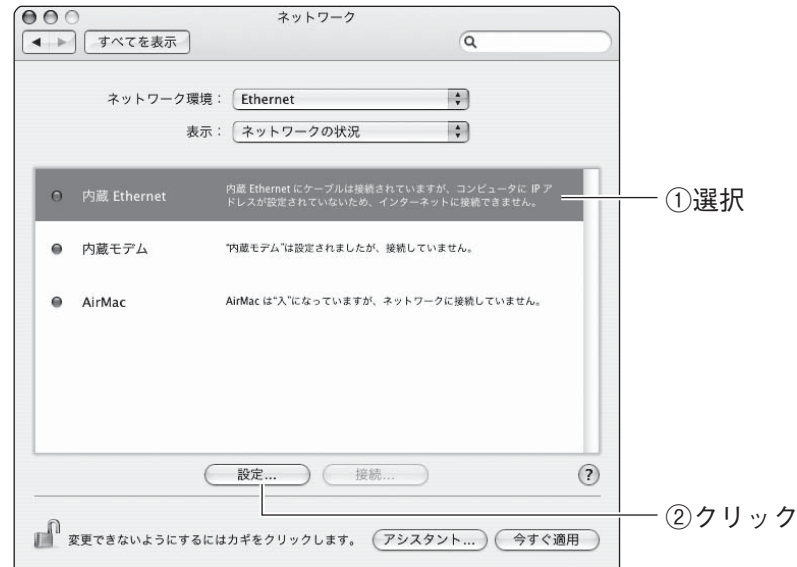 ネットワーク
すべてを表示
ネットワーク環境： Ethernet
表示： ネットワークの状況
内蔵 Ethernet
内蔵 Ethernet にケーブルは接続されていますが、コンピュータに IP ア
ドレスが設定されていないため、インターネットに接続できません。
①選択
内蔵モデム
“内蔵モデム”は設定されましたが、接続していません。
AirMac
AirMac は“入”になっていますが、ネットワークに接続していません。
設定... 接続... ?
②クリック
変更できないようにするにはカギをクリックします。 アシスタント... 今すぐ適用